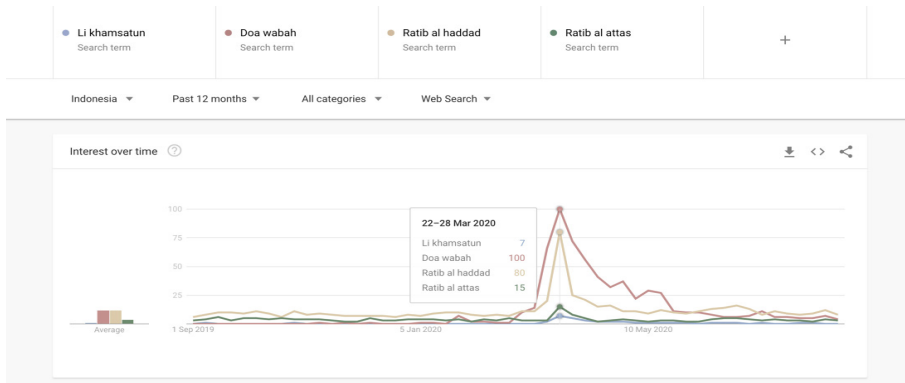 Li khamsatun
Search term
Doa wabah
Search term
Ratib al haddad
Search term
Ratib al attas
Search term
+
Indonesia
Past 12 months
All categories
Web Search
Interest over time
?
100
75
50
25
Average
1 Sep 2019
5 Jan 2020
10 May 2020
22–28 Mar 2020
Li khamsatun 7
Doa wabah 100
Ratib al haddad 80
Ratib al attas 15